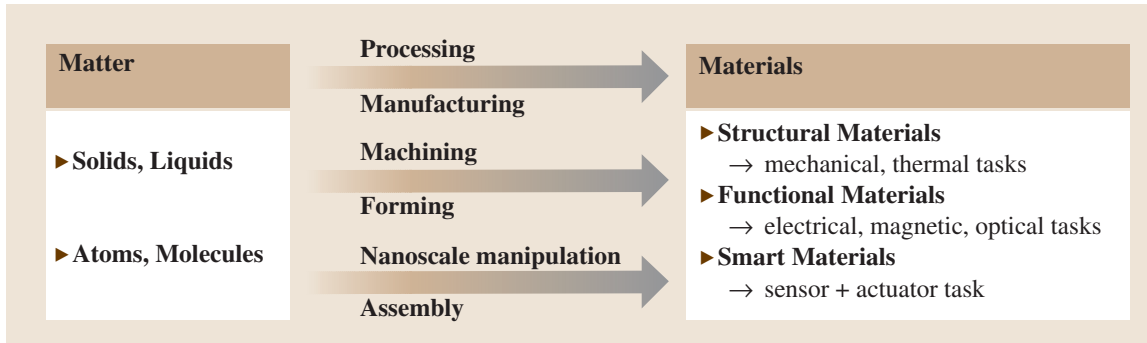 Matter
▸Solids, Liquids
▸Atoms, Molecules
Processing
Manufacturing
Machining
Forming
Nanoscale manipulation
Assembly
Materials
▸Structural Materials
→ mechanical, thermal tasks
▸Functional Materials
→ electrical, magnetic, optical tasks
▸Smart Materials
→ sensor + actuator task